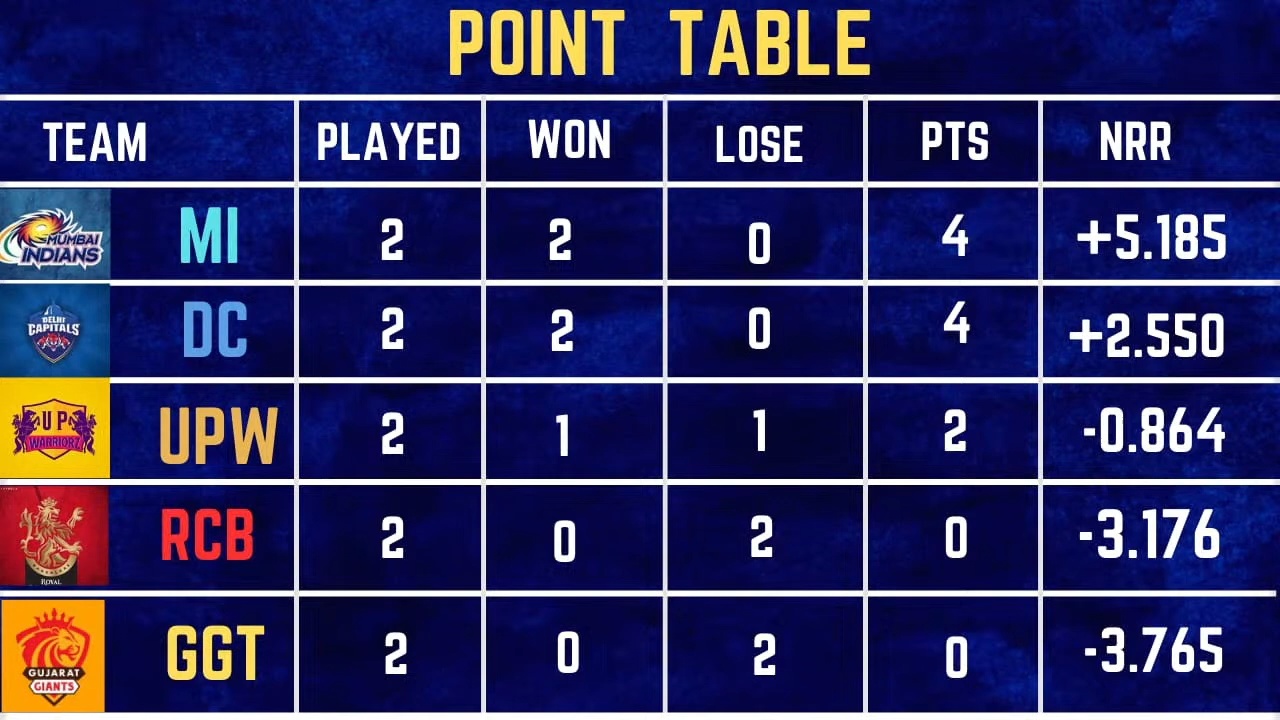 POINT TABLE
TEAM PLAYED WON LOSE PTS NRR
MUMBAI INDIANS MI 2 2 0 4 +5.185
DELHI CAPITALS DC 2 2 0 4 +2.550
UP WARRIORZ UPW 2 1 1 2 -0.864
ROYAL RCB 2 0 2 0 -3.176
GUJARAT GIANTS GGT 2 0 2 0 -3.765